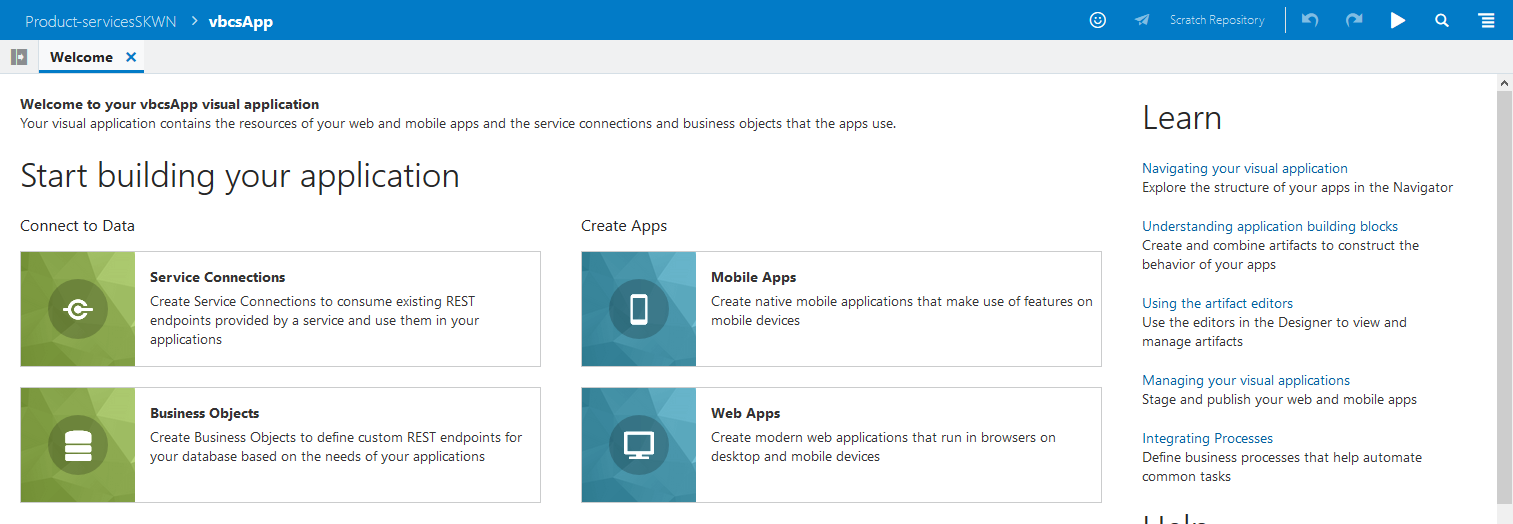 Product-servicesSKWN > vbcsApp
Scratch Repository
Welcome
Welcome to your vbcsApp visual application
Your visual application contains the resources of your web and mobile apps and the service connections and business objects that the apps use.
Start building your application
Connect to Data
Service Connections
Create Service Connections to consume existing REST
endpoints provided by a service and use them in your
applications
Business Objects
Create Business Objects to define custom REST endpoints for
your database based on the needs of your applications
Create Apps
Mobile Apps
Create native mobile applications that make use of features on
mobile devices
Web Apps
Create modern web applications that run in browsers on
desktop and mobile devices
Learn
Navigating your visual application
Explore the structure of your apps in the Navigator
Understanding application building blocks
Create and combine artifacts to construct the
behavior of your apps
Using the artifact editors
Use the editors in the Designer to view and
manage artifacts
Managing your visual applications
Stage and publish your web and mobile apps
Integrating Processes
Define business processes that help automate
common tasks